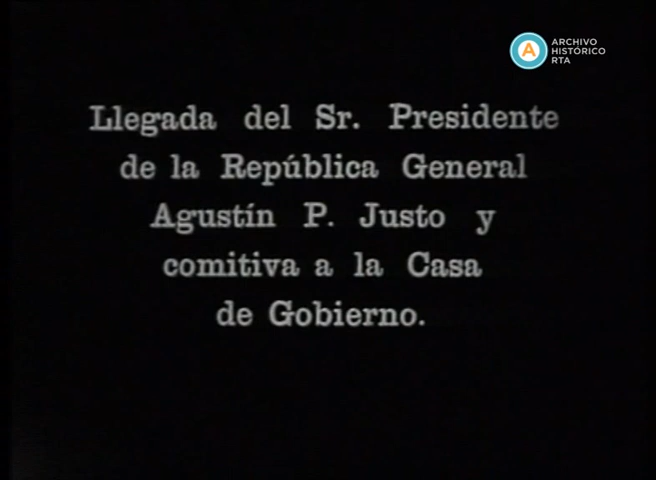 A
ARCHIVO
HISTÓRICO
RTA
Llegada del Sr. Presidente
de la República General
Agustín P. Justo y
comitiva a la Casa
de Gobierno.